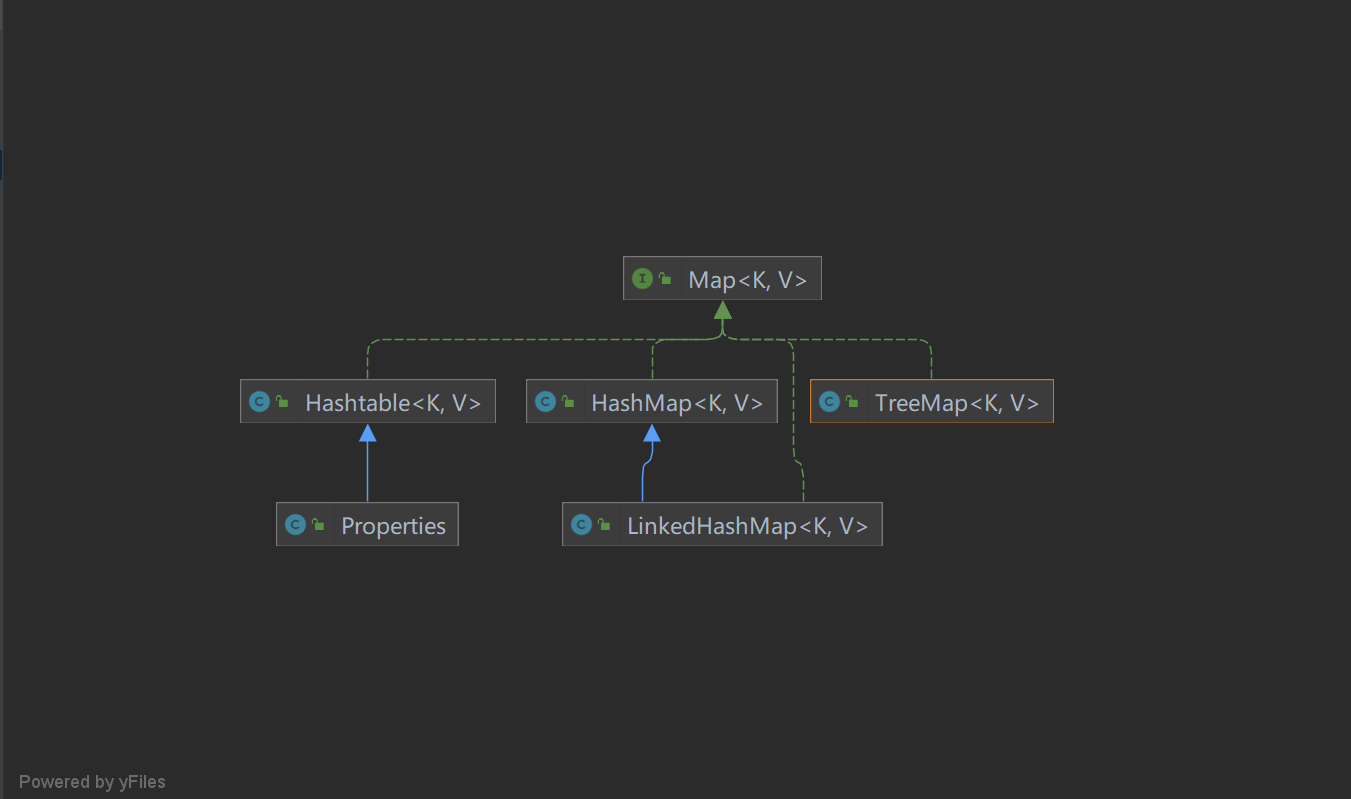 I Map<K, V>
C Hashtable<K, V>
C HashMap<K, V>
C TreeMap<K, V>
C Properties
C LinkedHashMap<K, V>
Powered by yFiles